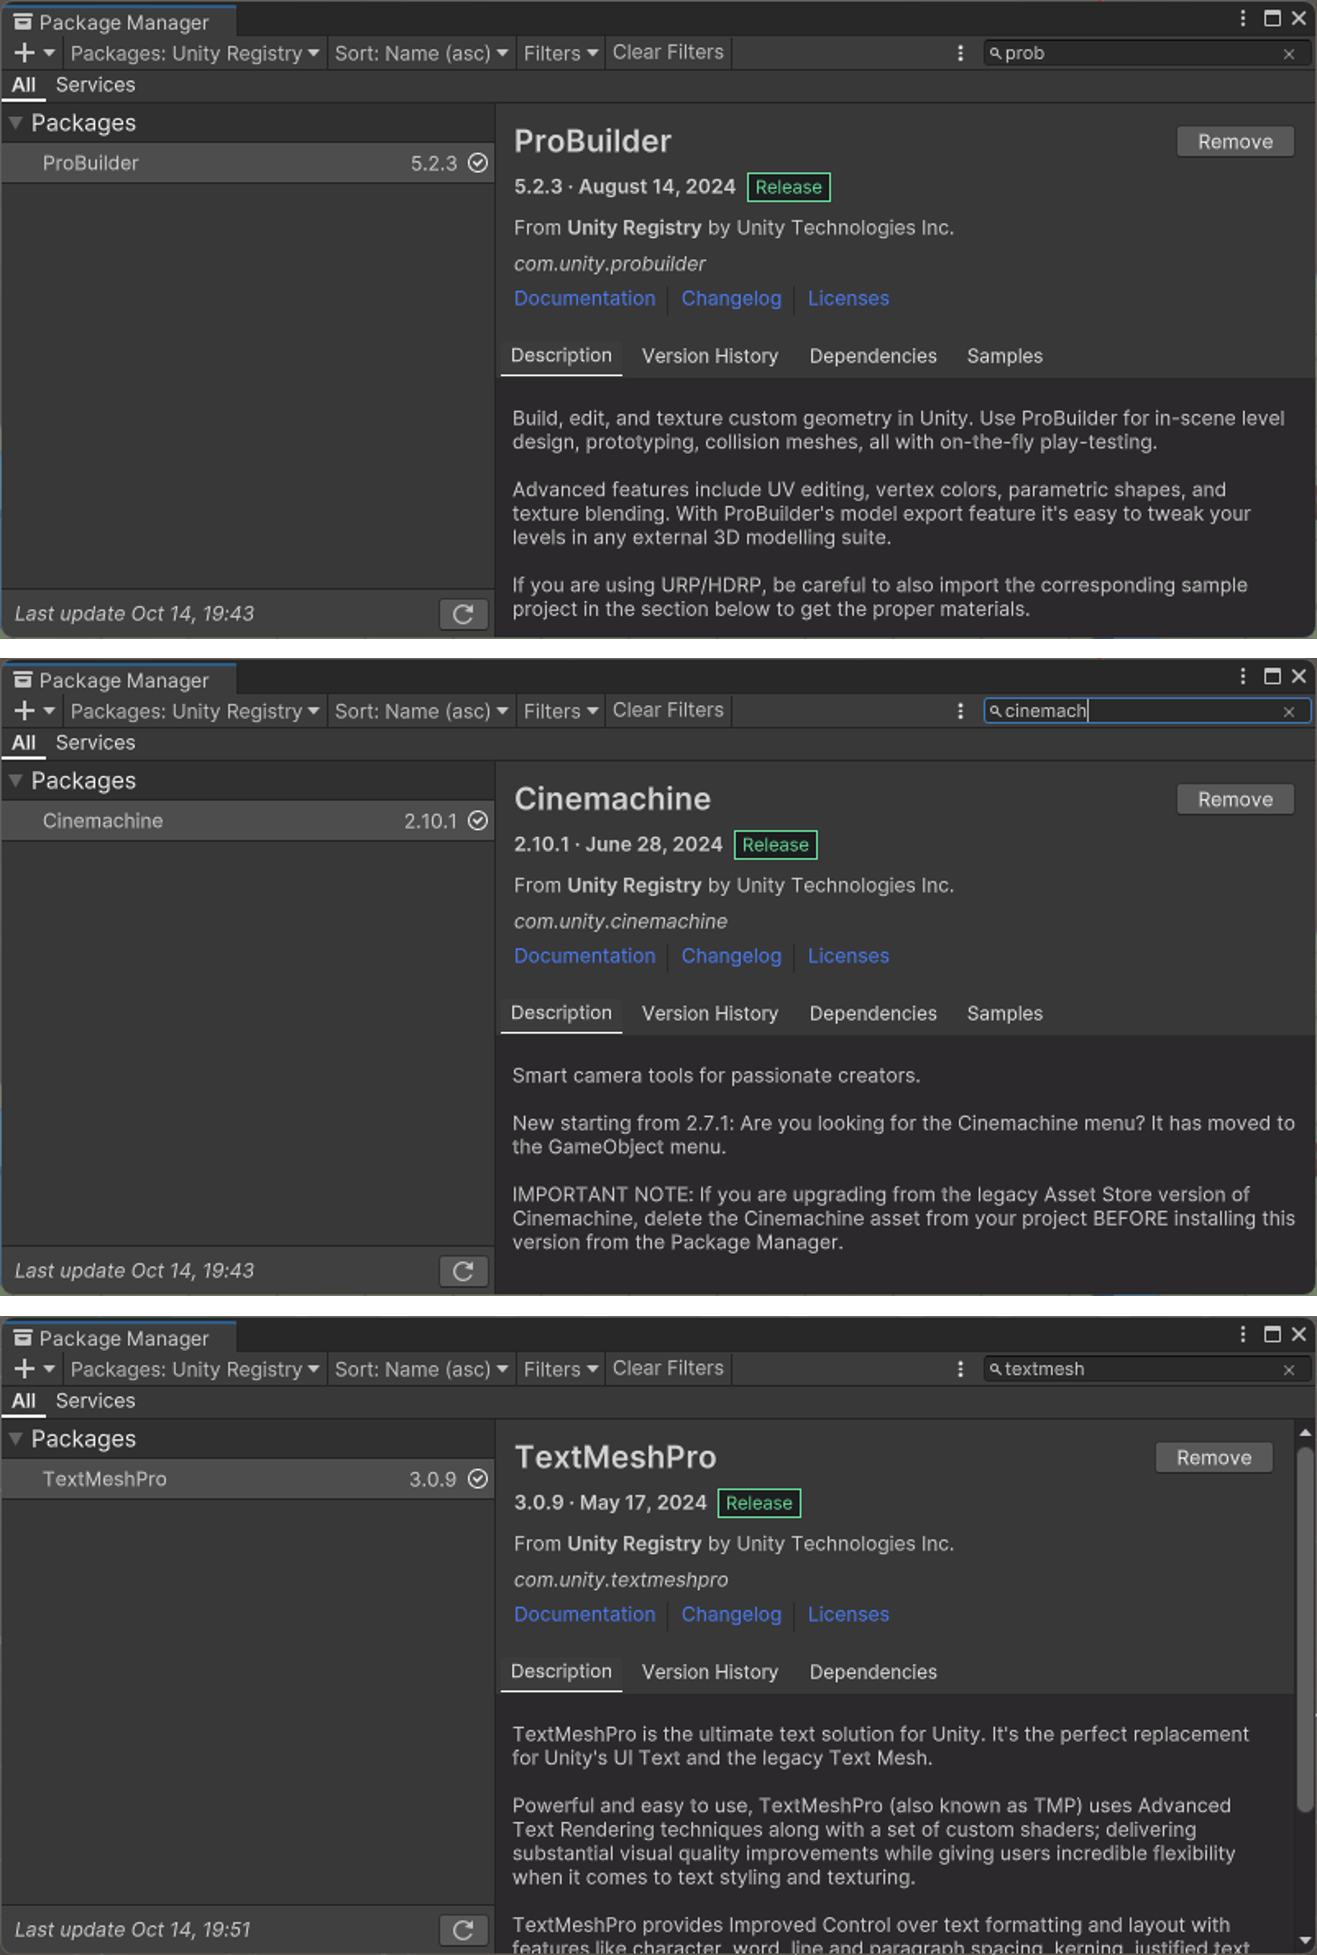 Package Manager
Packages: Unity Registry Sort: Name (asc) Filters Clear Filters prob
All Services
Packages
ProBuilder 5.2.3
Last update Oct 14, 19:43
ProBuilder Remove
5.2.3 · August 14, 2024 Release
From Unity Registry by Unity Technologies Inc.
com.unity.probuilder
Documentation Changelog Licenses
Description Version History Dependencies Samples
Build, edit, and texture custom geometry in Unity. Use ProBuilder for in-scene level
design, prototyping, collision meshes, all with on-the-fly play-testing.
Advanced features include UV editing, vertex colors, parametric shapes, and
texture blending. With ProBuilder's model export feature it's easy to tweak your
levels in any external 3D modelling suite.
If you are using URP/HDRP, be careful to also import the corresponding sample
project in the section below to get the proper materials.
Package Manager
Packages: Unity Registry Sort: Name (asc) Filters Clear Filters cinemach
All Services
Packages
Cinemachine 2.10.1
Last update Oct 14, 19:43
Cinemachine Remove
2.10.1 · June 28, 2024 Release
From Unity Registry by Unity Technologies Inc.
com.unity.cinemachine
Documentation Changelog Licenses
Description Version History Dependencies Samples
Smart camera tools for passionate creators.
New starting from 2.7.1: Are you looking for the Cinemachine menu? It has moved to
the GameObject menu.
IMPORTANT NOTE: If you are upgrading from the legacy Asset Store version of
Cinemachine, delete the Cinemachine asset from your project BEFORE installing this
version from the Package Manager.
Package Manager
Packages: Unity Registry Sort: Name (asc) Filters Clear Filters textmesh
All Services
Packages
TextMeshPro 3.0.9
Last update Oct 14, 19:51
TextMeshPro Remove
3.0.9 · May 17, 2024 Release
From Unity Registry by Unity Technologies Inc.
com.unity.textmeshpro
Documentation Changelog Licenses
Description Version History Dependencies
TextMeshPro is the ultimate text solution for Unity. It's the perfect replacement
for Unity's UI Text and the legacy Text Mesh.
Powerful and easy to use, TextMeshPro (also known as TMP) uses Advanced
Text Rendering techniques along with a set of custom shaders; delivering
substantial visual quality improvements while giving users incredible flexibility
when it comes to text styling and texturing.
TextMeshPro provides Improved Control over text formatting and layout with
features like character, word, line and paragraph spacing, kerning, justified text